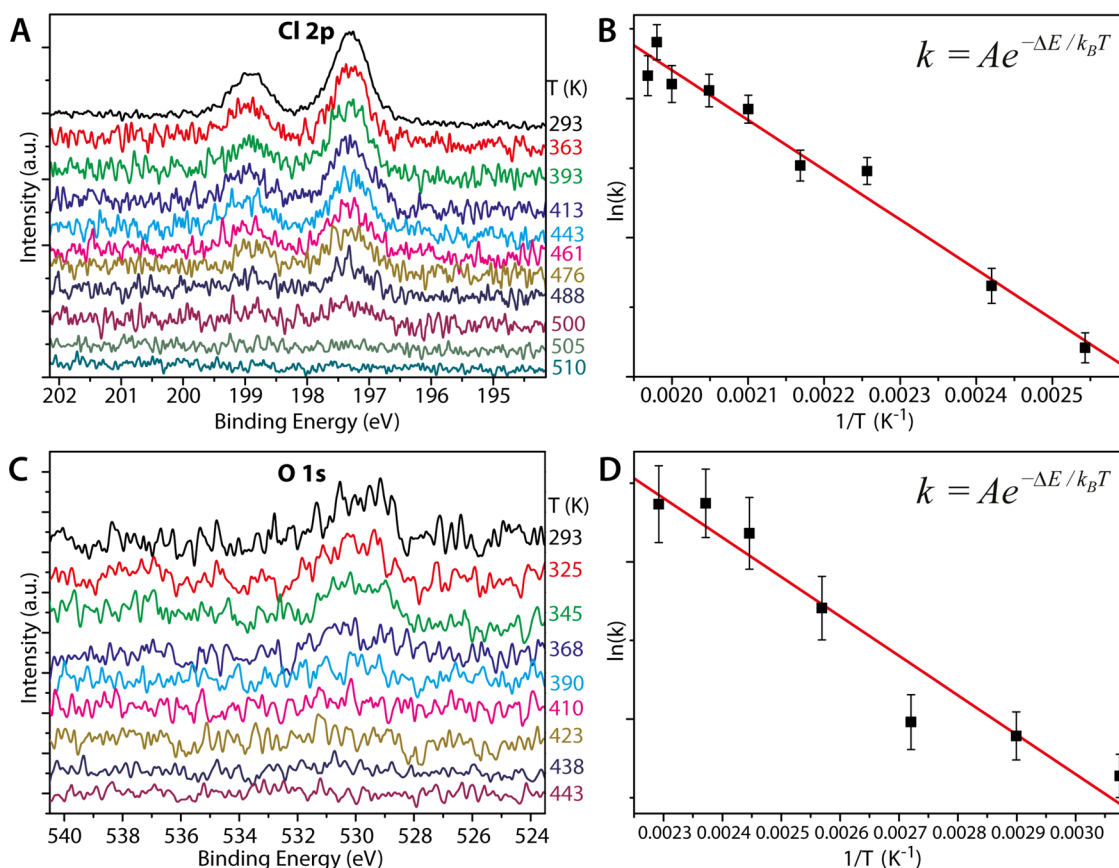 A
Cl 2p
T (K)
293
363
393
413
443
461
476
488
500
505
510
Intensity (a.u.)
202 201 200 199 198 197 196 195
Binding Energy (eV)
B
k = Ae^{−ΔE/k_BT}
ln(k)
0.0020 0.0021 0.0022 0.0023 0.0024 0.0025
1/T (K⁻¹)
C
O 1s
T (K)
293
325
345
368
390
410
423
438
443
Intensity (a.u.)
540 538 536 534 532 530 528 526 524
Binding Energy (eV)
D
k = Ae^{−ΔE/k_BT}
ln(k)
0.0023 0.0024 0.0025 0.0026 0.0027 0.0028 0.0029 0.0030
1/T (K⁻¹)